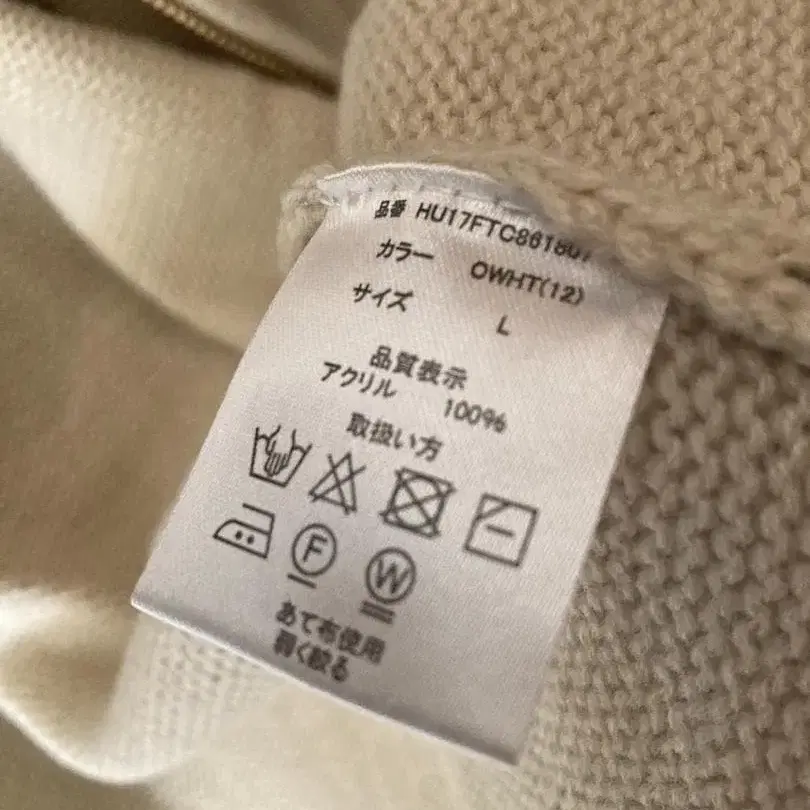 品番 HU17FTC861807
カラー OWHT(12)
サイズ L
品質表示
アクリル 100%
取扱い方
F W
あて布使用
弱く絞る